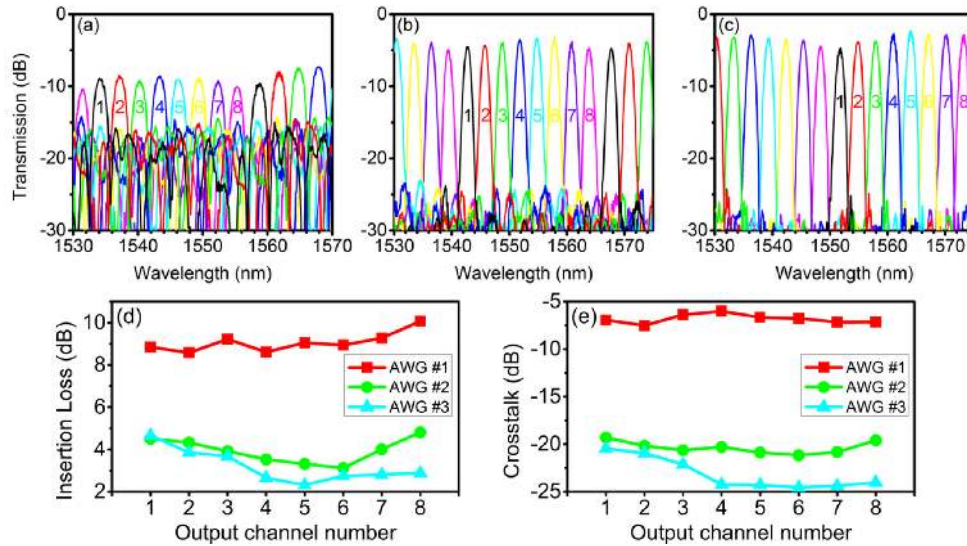 (a)
0
-10
-20
-30
Transmission (dB)
1 2 3 4 5 6 7 8
1530 1540 1550 1560 1570
Wavelength (nm)
(b)
0
-10
-20
-30
1 2 3 4 5 6 7 8
1530 1540 1550 1560 1570
Wavelength (nm)
(c)
0
-10
-20
-30
1 2 3 4 5 6 7 8
1530 1540 1550 1560 1570
Wavelength (nm)
(d)
10
8
6
4
2
Insertion Loss (dB)
AWG #1
AWG #2
AWG #3
1 2 3 4 5 6 7 8
Output channel number
(e)
-5
-10
-15
-20
-25
Crosstalk (dB)
AWG #1
AWG #2
AWG #3
1 2 3 4 5 6 7 8
Output channel number